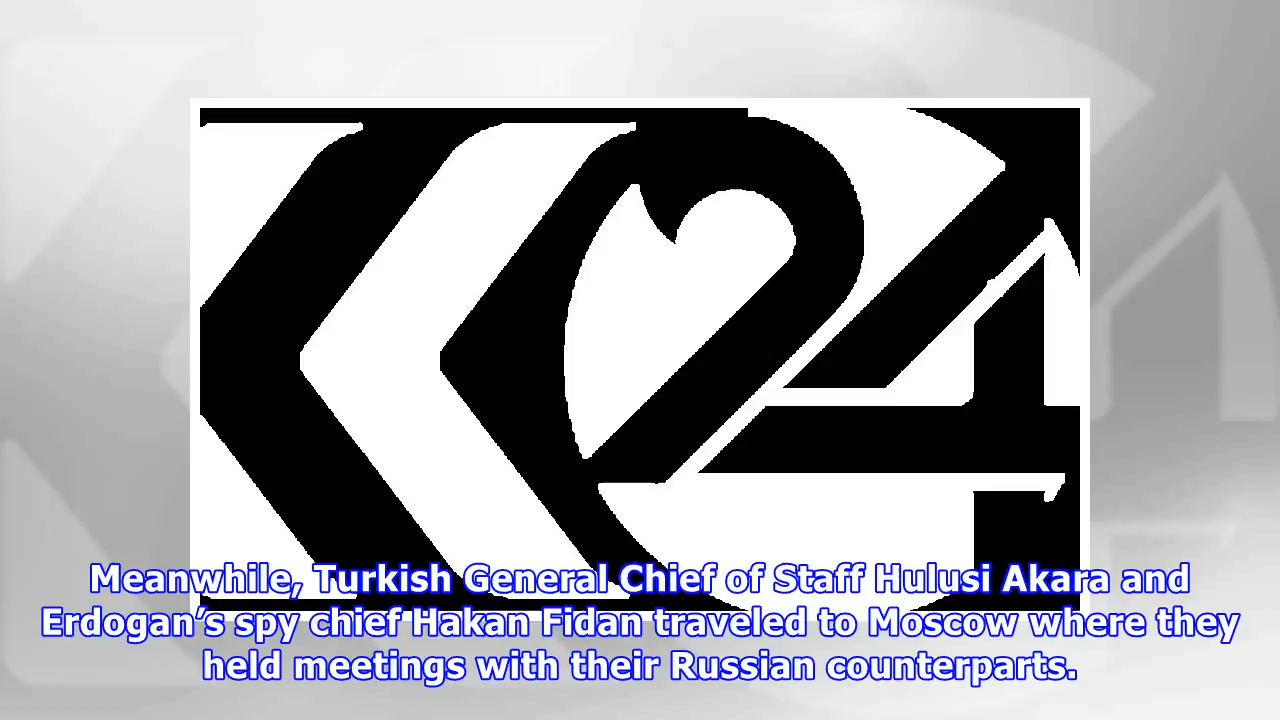 24
Meanwhile, Turkish General Chief of Staff Hulusi Akara and
Erdogan’s spy chief Hakan Fidan traveled to Moscow where they
held meetings with their Russian counterparts.